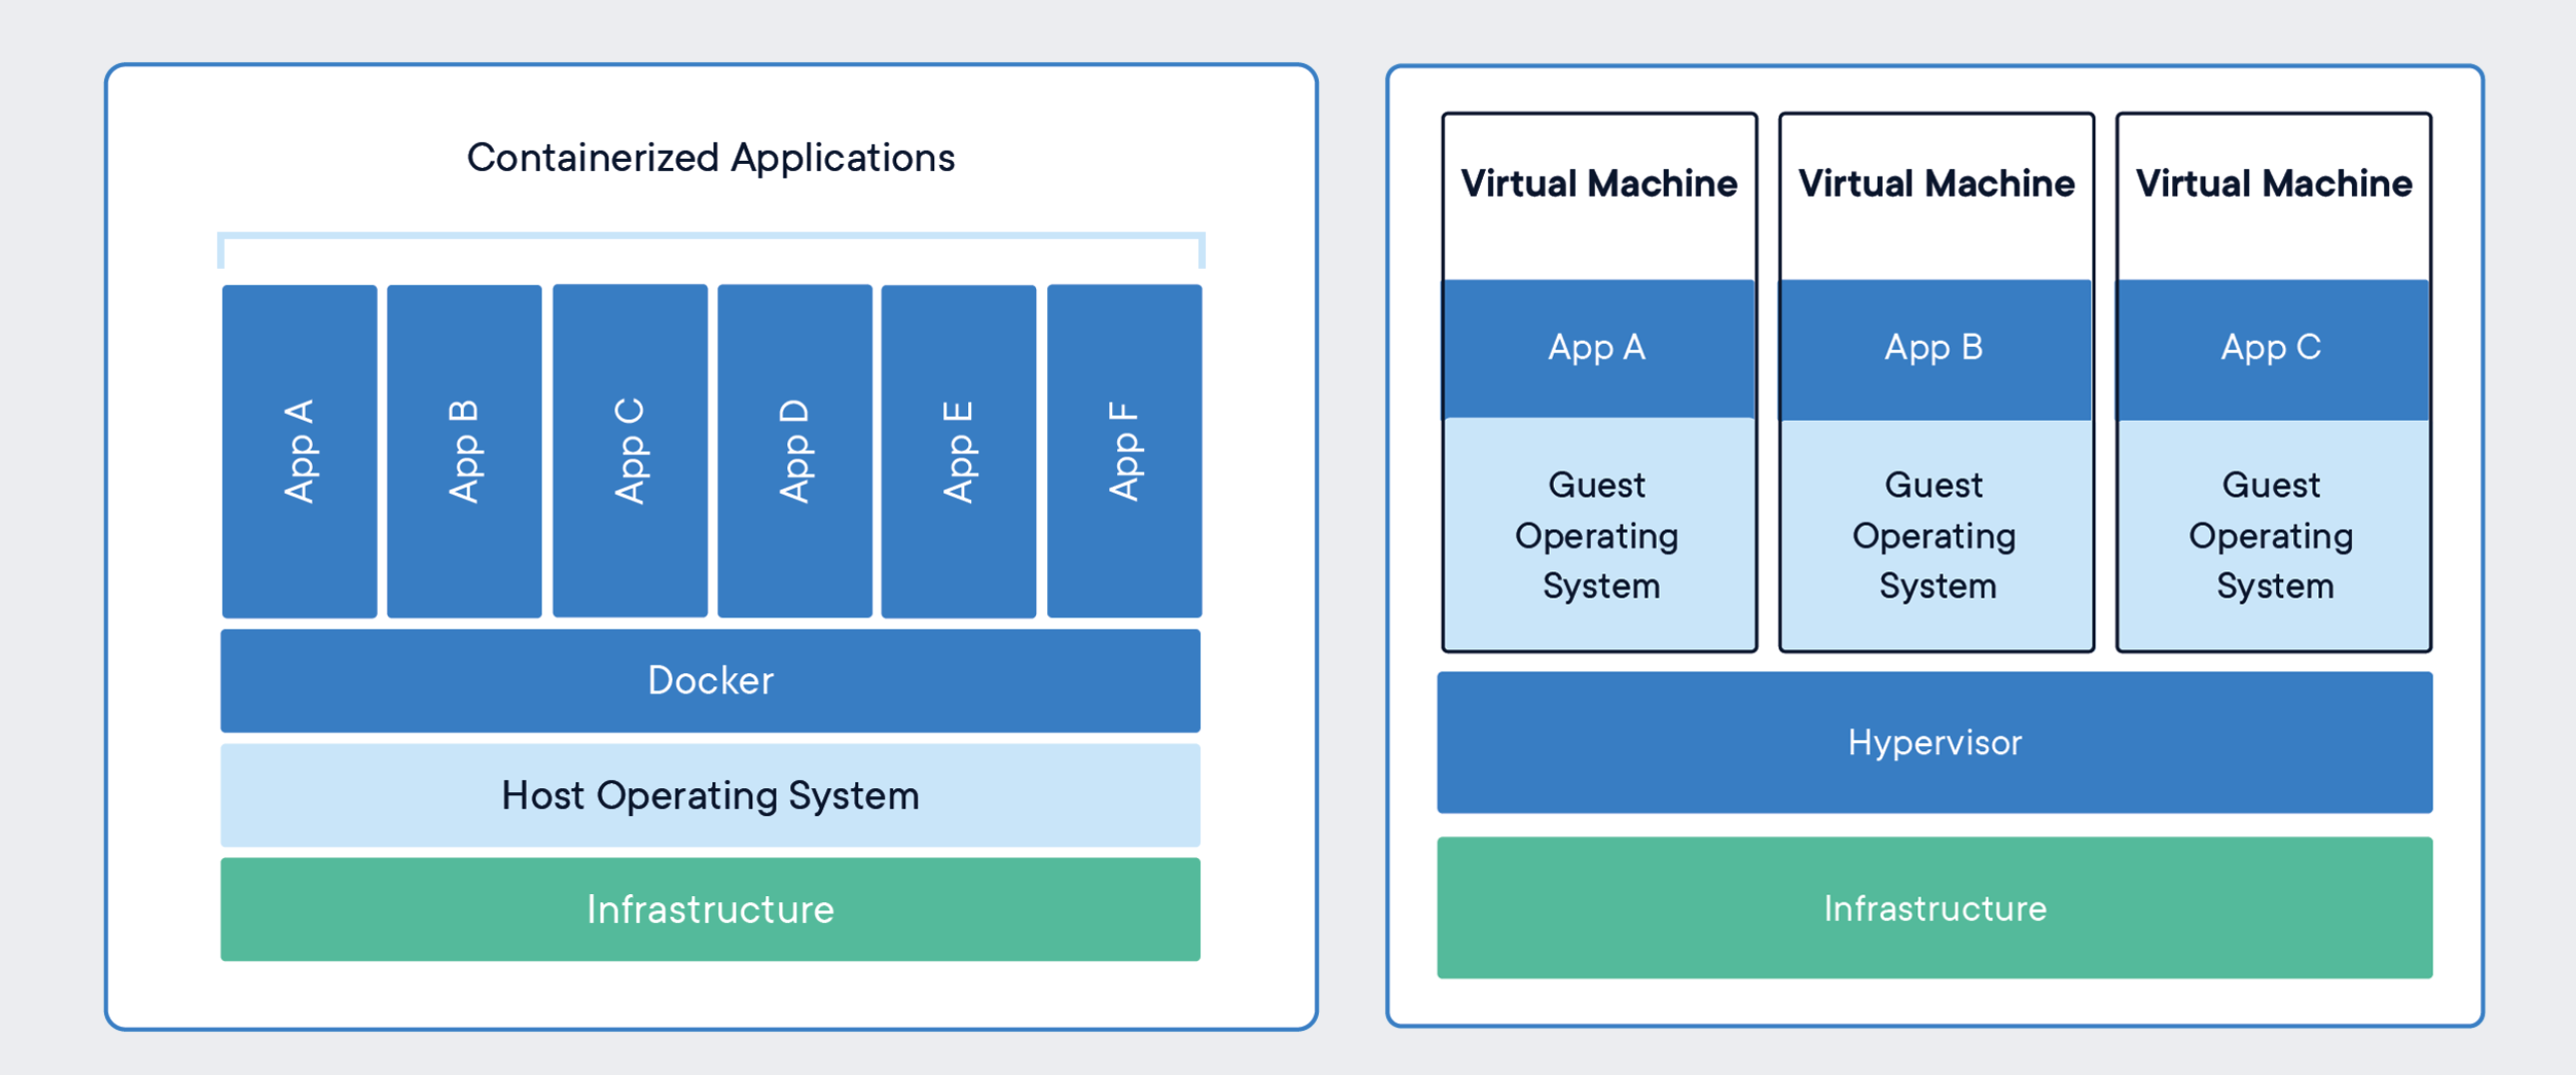 Containerized Applications
App A
App B
App C
App D
App E
App F
Docker
Host Operating System
Infrastructure
Virtual Machine
App A
Guest
Operating
System
Virtual Machine
App B
Guest
Operating
System
Virtual Machine
App C
Guest
Operating
System
Hypervisor
Infrastructure